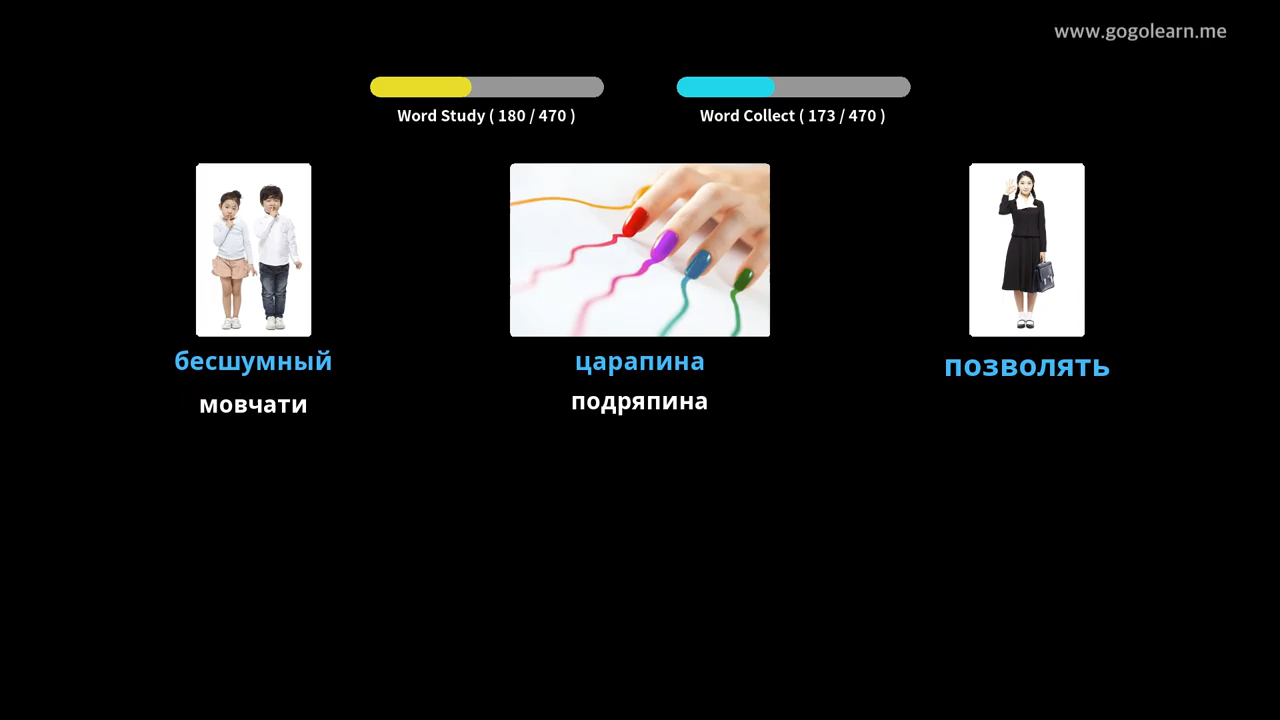 www.gogolearn.me
Word Study ( 180 / 470 )
Word Collect ( 173 / 470 )
бесшумный
царапина
позволять
мовчати
подряпина